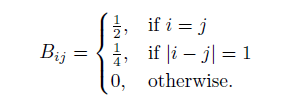 1/2, if i = j
B_{ij} = { 1/4, if |i − j| = 1
0, otherwise.